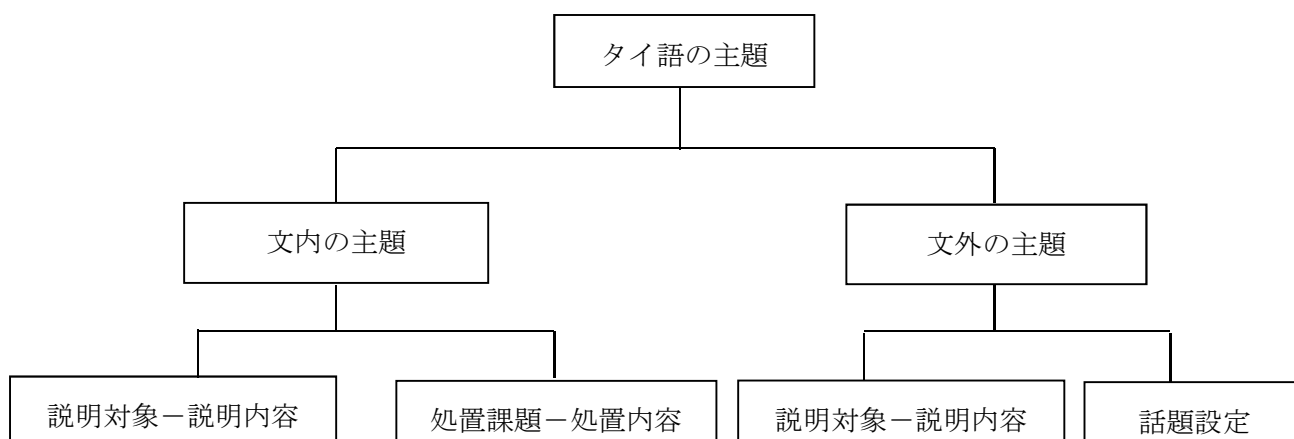 タイ語の主題
文内の主題
文外の主題
説明対象－説明内容
処置課題－処置内容
説明対象－説明内容
話題設定